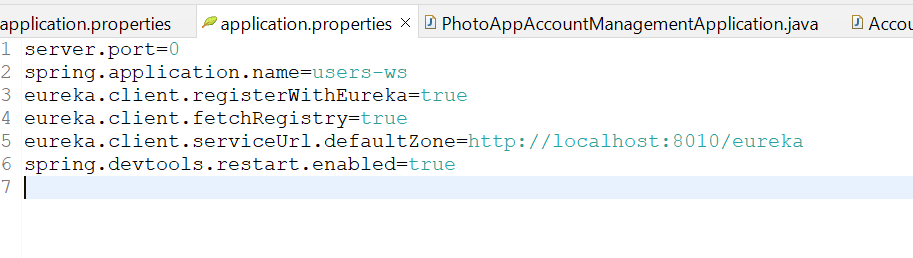 application.properties application.properties PhotoAppAccountManagementApplication.java Accou
1 server.port=0
2 spring.application.name=users-ws
3 eureka.client.registerWithEureka=true
4 eureka.client.fetchRegistry=true
5 eureka.client.serviceUrl.defaultZone=http://localhost:8010/eureka
6 spring.devtools.restart.enabled=true
7